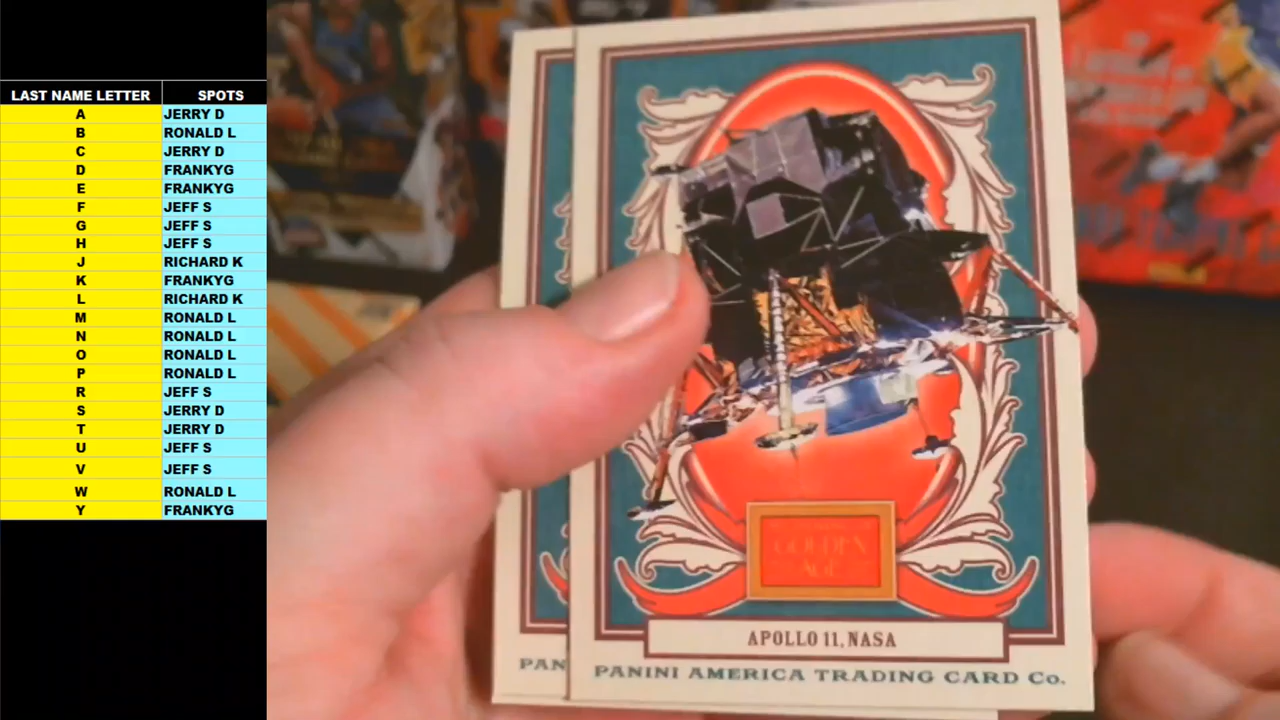 LAST NAME LETTER SPOTS
A JERRY D
B RONALD L
C JERRY D
D FRANKYG
E FRANKYG
F JEFF S
G JEFF S
H JEFF S
J RICHARD K
K FRANKYG
L RICHARD K
M RONALD L
N RONALD L
O RONALD L
P RONALD L
R JEFF S
S JERRY D
T JERRY D
U JEFF S
V JEFF S
W RONALD L
Y FRANKYG
GOLDEN
AGE
APOLLO 11, NASA
PAN
PANINI AMERICA TRADING CARD Co.